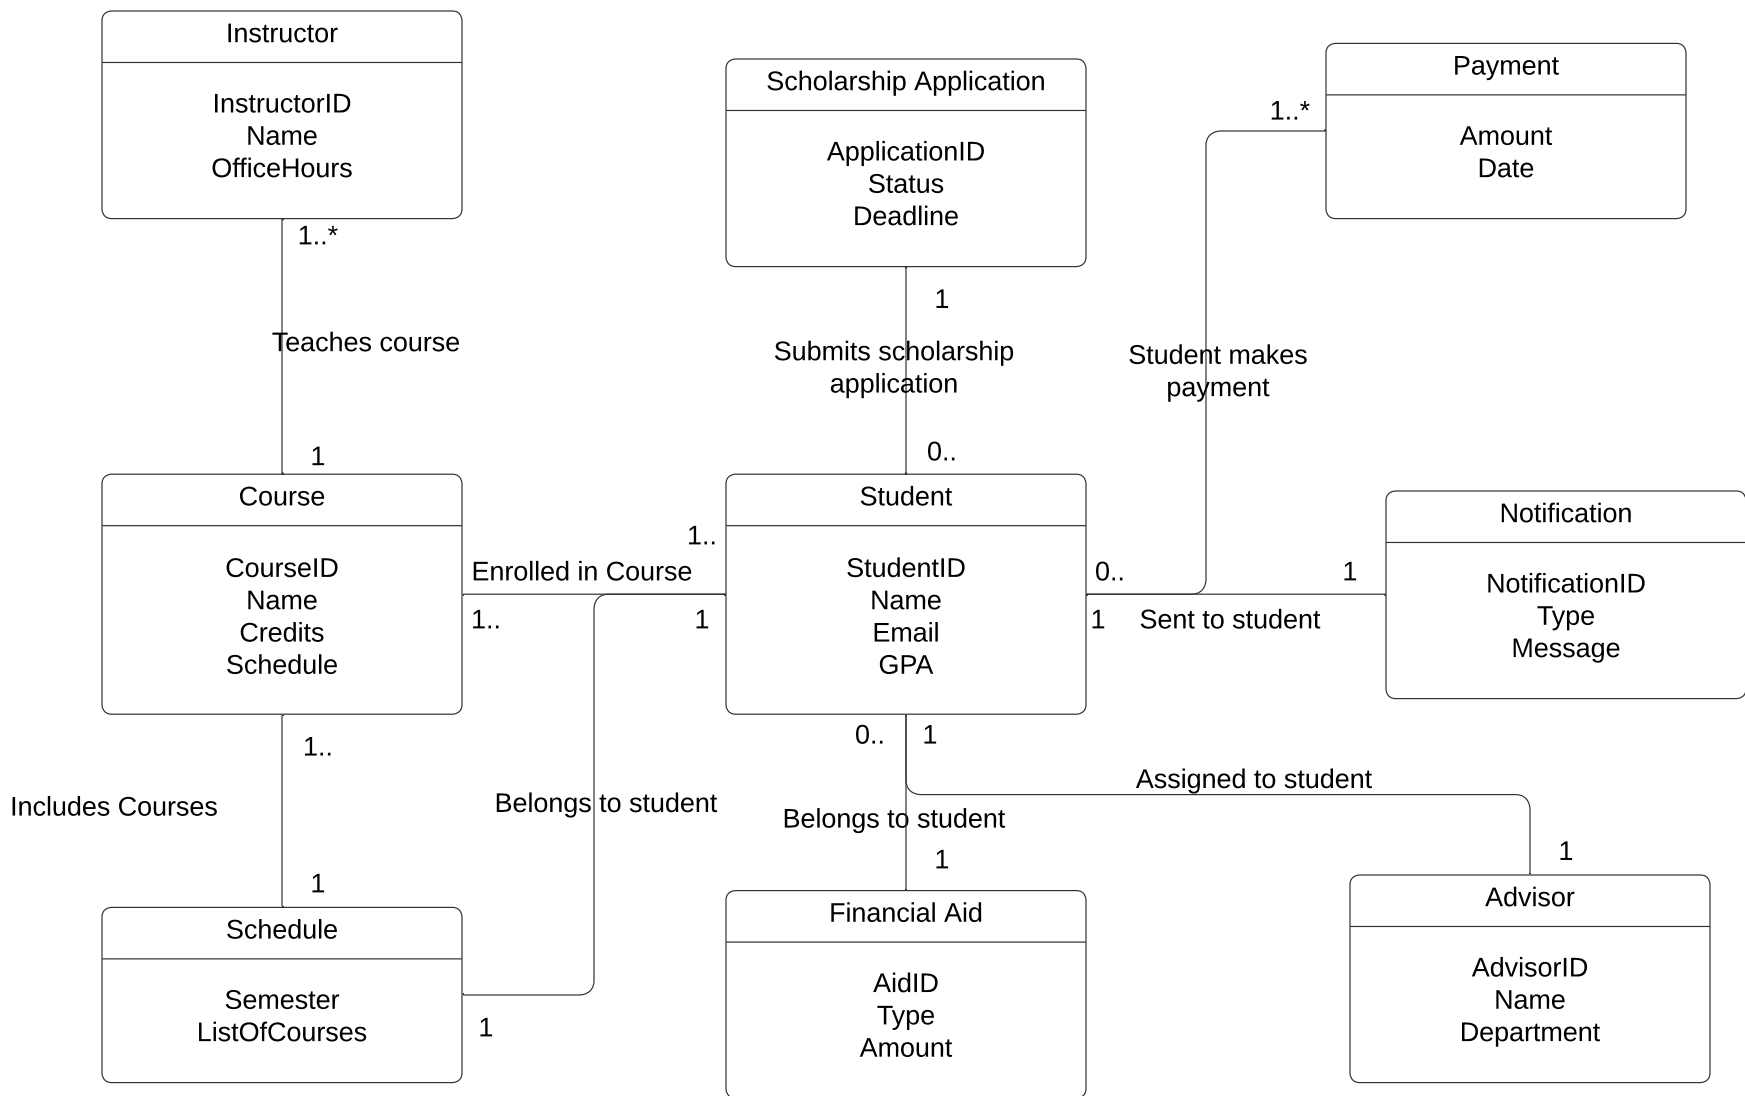 Instructor
InstructorID
Name
OfficeHours
1..*
Teaches course
1
Scholarship Application
ApplicationID
Status
Deadline
1
Submits scholarship
application
0..
Payment
Amount
Date
1..*
Student makes
payment
0..
Course
CourseID
Name
Credits
Schedule
1..
Enrolled in Course
1..
1
Student
StudentID
Name
Email
GPA
1
Sent to student
1
Notification
NotificationID
Type
Message
1..
Includes Courses
1
Schedule
Semester
ListOfCourses
1
Belongs to student
0..
1
Belongs to student
1
Financial Aid
AidID
Type
Amount
Assigned to student
1
Advisor
AdvisorID
Name
Department